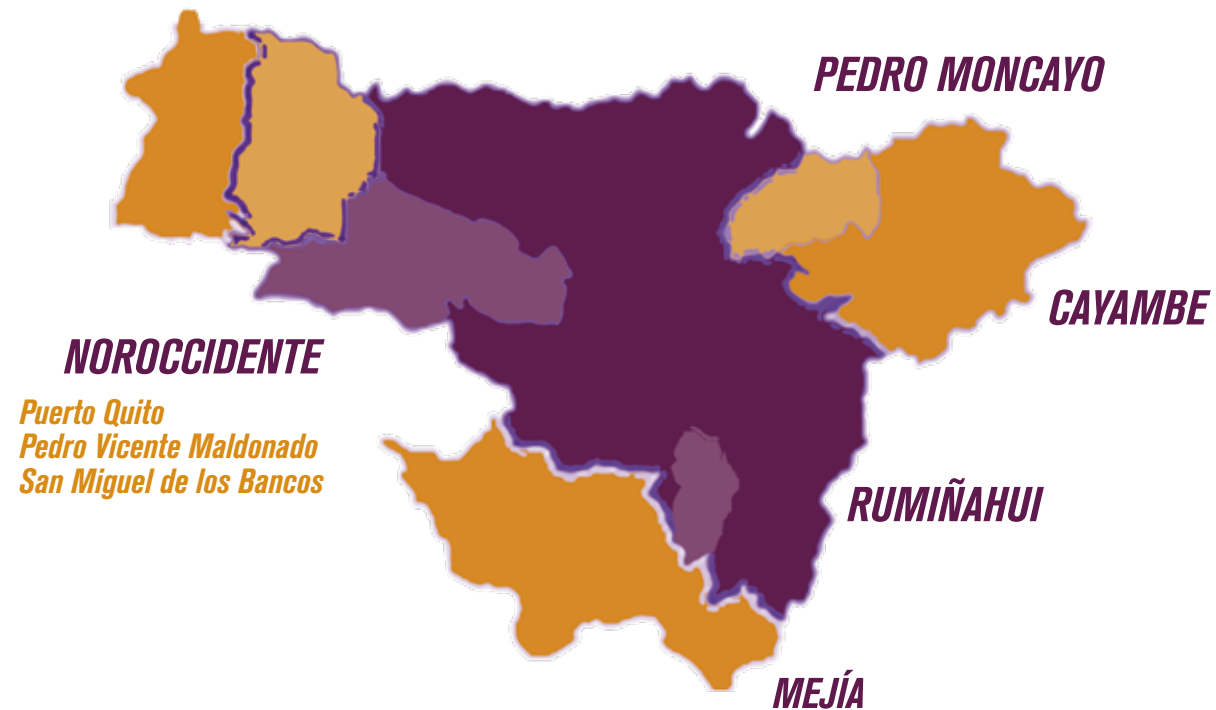 PEDRO MONCAYO
CAYAMBE
NOROCCIDENTE
Puerto Quito
Pedro Vicente Maldonado
San Miguel de los Bancos
RUMIÑAHUI
MEJÍA